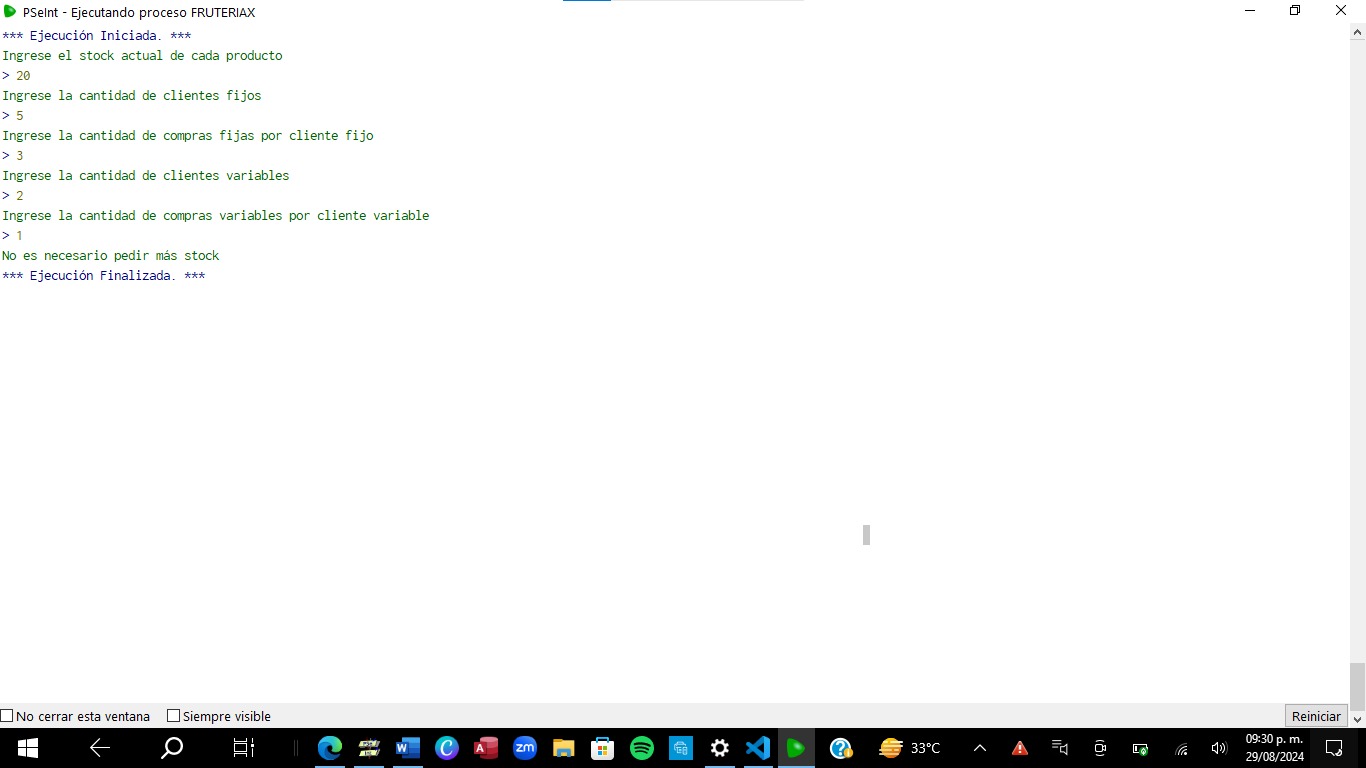 PSeInt - Ejecutando proceso FRUTERIAX
*** Ejecución Iniciada. ***
Ingrese el stock actual de cada producto
> 20
Ingrese la cantidad de clientes fijos
> 5
Ingrese la cantidad de compras fijas por cliente fijo
> 3
Ingrese la cantidad de clientes variables
> 2
Ingrese la cantidad de compras variables por cliente variable
> 1
No es necesario pedir más stock
*** Ejecución Finalizada. ***
No cerrar esta ventana
Siempre visible
Reiniciar
W
C
A
zm
33°C
09:30 p. m.
29/08/2024